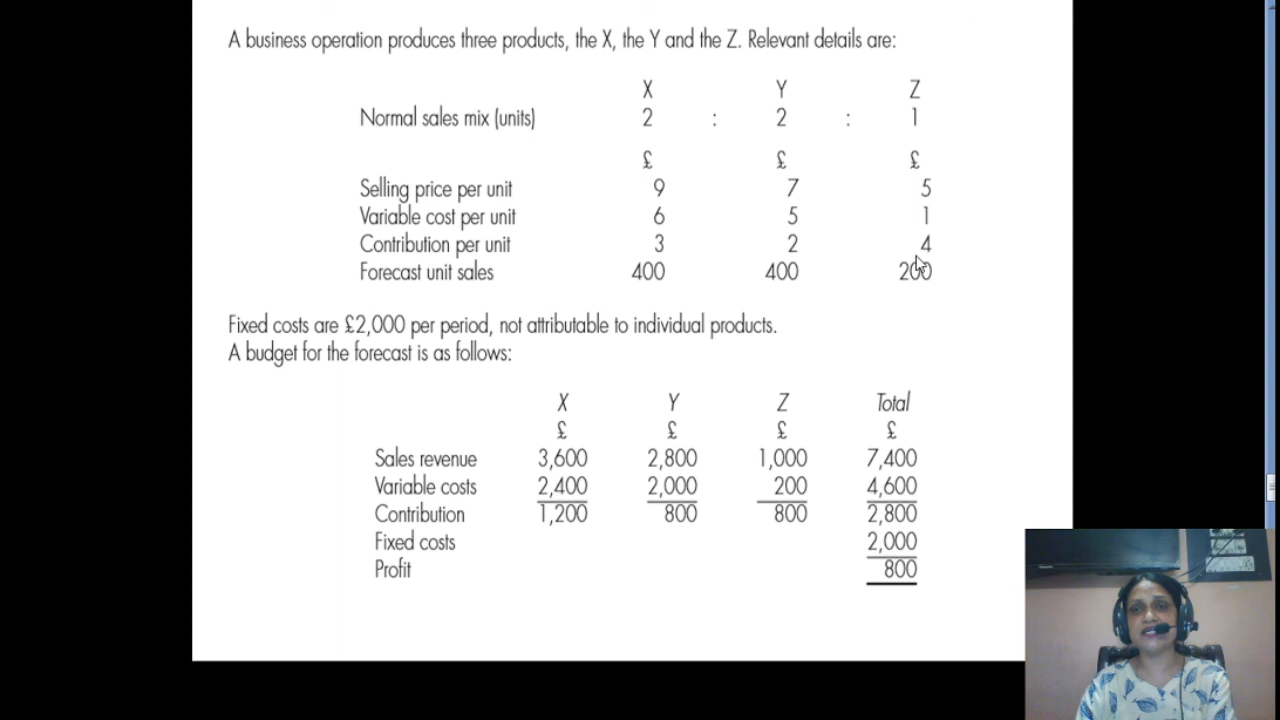 A business operation produces three products, the X, the Y and the Z. Relevant details are:
X Y Z
Normal sales mix (units) 2 : 2 : 1
£ £ £
Selling price per unit 9 7 5
Variable cost per unit 6 5 1
Contribution per unit 3 2 4
Forecast unit sales 400 400 200
Fixed costs are £2,000 per period, not attributable to individual products.
A budget for the forecast is as follows:
X Y Z Total
£ £ £ £
Sales revenue 3,600 2,800 1,000 7,400
Variable costs 2,400 2,000 200 4,600
Contribution 1,200 800 800 2,800
Fixed costs 2,000
Profit 800